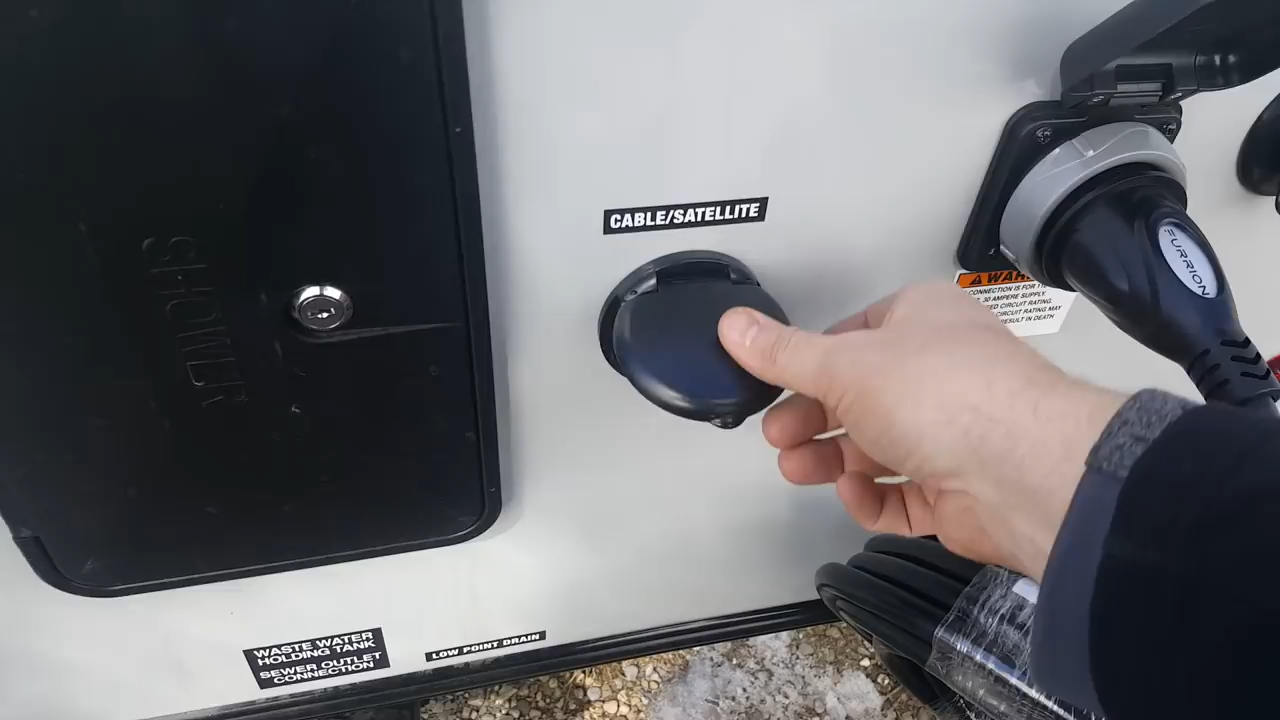 SHOWER
CABLE/SATELLITE
FURRION
WARN
CONNECTION IS FOR
30 AMPERE SUPPLY.
CIRCUIT RATING.
CIRCUIT RATING MAY
RESULT IN DEATH
WASTE WATER
HOLDING TANK
SEWER OUTLET
CONNECTION
LOW POINT DRAIN